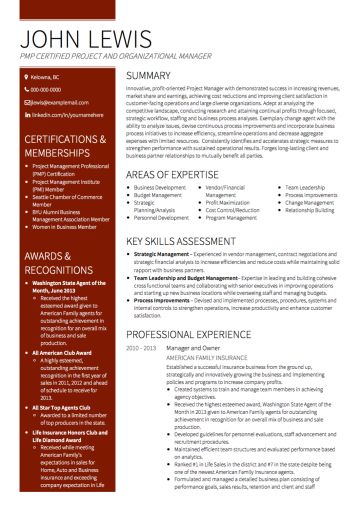 JOHN LEWIS
PMP CERTIFIED PROJECT AND ORGANIZATIONAL MANAGER
Kelowna, BC
000-000-0000
jlewis@examplemail.com
linkedin.com/in/yournamehere
CERTIFICATIONS &
MEMBERSHIPS
Project Management Professional
(PMP) Certification
Project Management Institute
(PMI) Member
Seattle Chamber of Commerce
Member
BYU Alumni Business
Management Association
Women in Business Member
AWARDS &
RECOGNITIONS
Washington State Agent of the
Month, June 2013
Received the highest
esteemed award given to
American Family agents for
outstanding achievement in
recognition for an overall mix
of business and sale
production.
All American Club Award
A highly esteemed,
outstanding achievement
recognition in the first year of
sales in 2011, 2012 and ahead
of schedule to receive for
2013.
All Star Top Agents Club
Awarded to a limited number
of top producers in the state.
Life Insurance Honors Club and
Life Diamond Award
Received while meeting
American Family's
expectations in sales for
Home, Auto and Business
insurance and exceeding
company expectation in Life
SUMMARY
Innovative, profit-oriented Project Manager with demonstrated success in increasing revenues,
market share and earnings, achieving cost reductions and improving client satisfaction in
customer-facing operations and large diverse organizations. Adept at analyzing the
competitive landscape, conducting research and attaining continual profits through focused,
strategic workflow, staffing and business process analyses. Exemplary change agent with the
ability to analyze issues, devise continuous process improvements and incorporate business
process initiatives to increase efficiency, streamline operations and decrease aggregate
expenses with limited resources. Consistently identifies and accelerates strategic measures to
strengthen performance with sustained operational results. Forges long-lasting client and
business partner relationships to mutual benefit all parties.
AREAS OF EXPERTISE
Business Development
Budget Management
Strategic
Planning/Analysis
Personnel Development
Vendor/Financial
Management
Profit Maximization
Cost Control/Reduction
Program Management
Team Leadership
Process Improvements
Change Management
Relationship Building
KEY SKILLS ASSESSMENT
Strategic Management - Experienced in vendor management, contract negotiations and
strategic financial analysis to increase efficiencies and reduce costs while maintaining solid
rapport with business partners.
Team Leadership and Budget Management- Expertise in leading and building cohesive
cross functional teams and collaborating with senior executives in improving operations
and starting up new business locations while overseeing daily operations without exceeding
company budget.
Process Improvements - Devised and implemented processes, procedures, systems and
internal controls to strengthen operations, increase productivity and enhance customer
satisfaction.
PROFESSIONAL EXPERIENCE
2010 - 2013
Manager and Owner
AMERICAN FAMILY INSURANCE
Established a successful insurance business from the ground up,
strategically and innovatively growing the business and implementing
policies and programs to increase company profits.
Created systems to train and manage team members in achieving
agency objectives.
Received the highest esteemed award, Washington State Agent of the
Month in 2013 given to American Family agents for outstanding
achievement in recognition for an overall mix of business and sale
production.
Developed guidelines for personnel evaluations, staff advancement and
recruitment procedures.
Maintained efficient team structures and evaluated performance based
on analytics.
Ranked #1 in Life Sales in the district and #7 in the state despite being
one of the newest American Family Insurance agents.
Formulated and managed a detailed business plan consisting of
performance goals, sales results, retention and client and staff